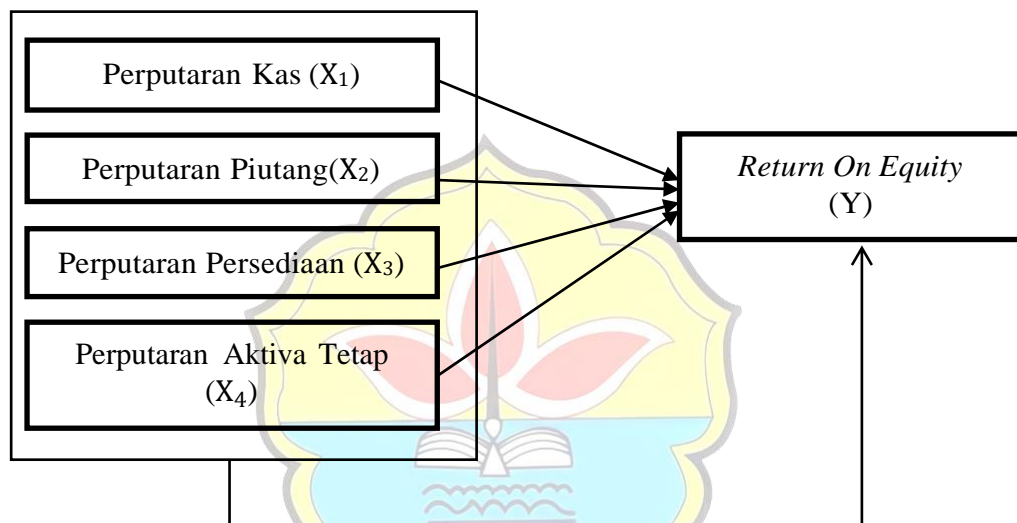 Perputaran Kas (X₁)
Perputaran Piutang(X₂)
Perputaran Persediaan (X₃)
Perputaran Aktiva Tetap
(X₄)
Return On Equity
(Y)